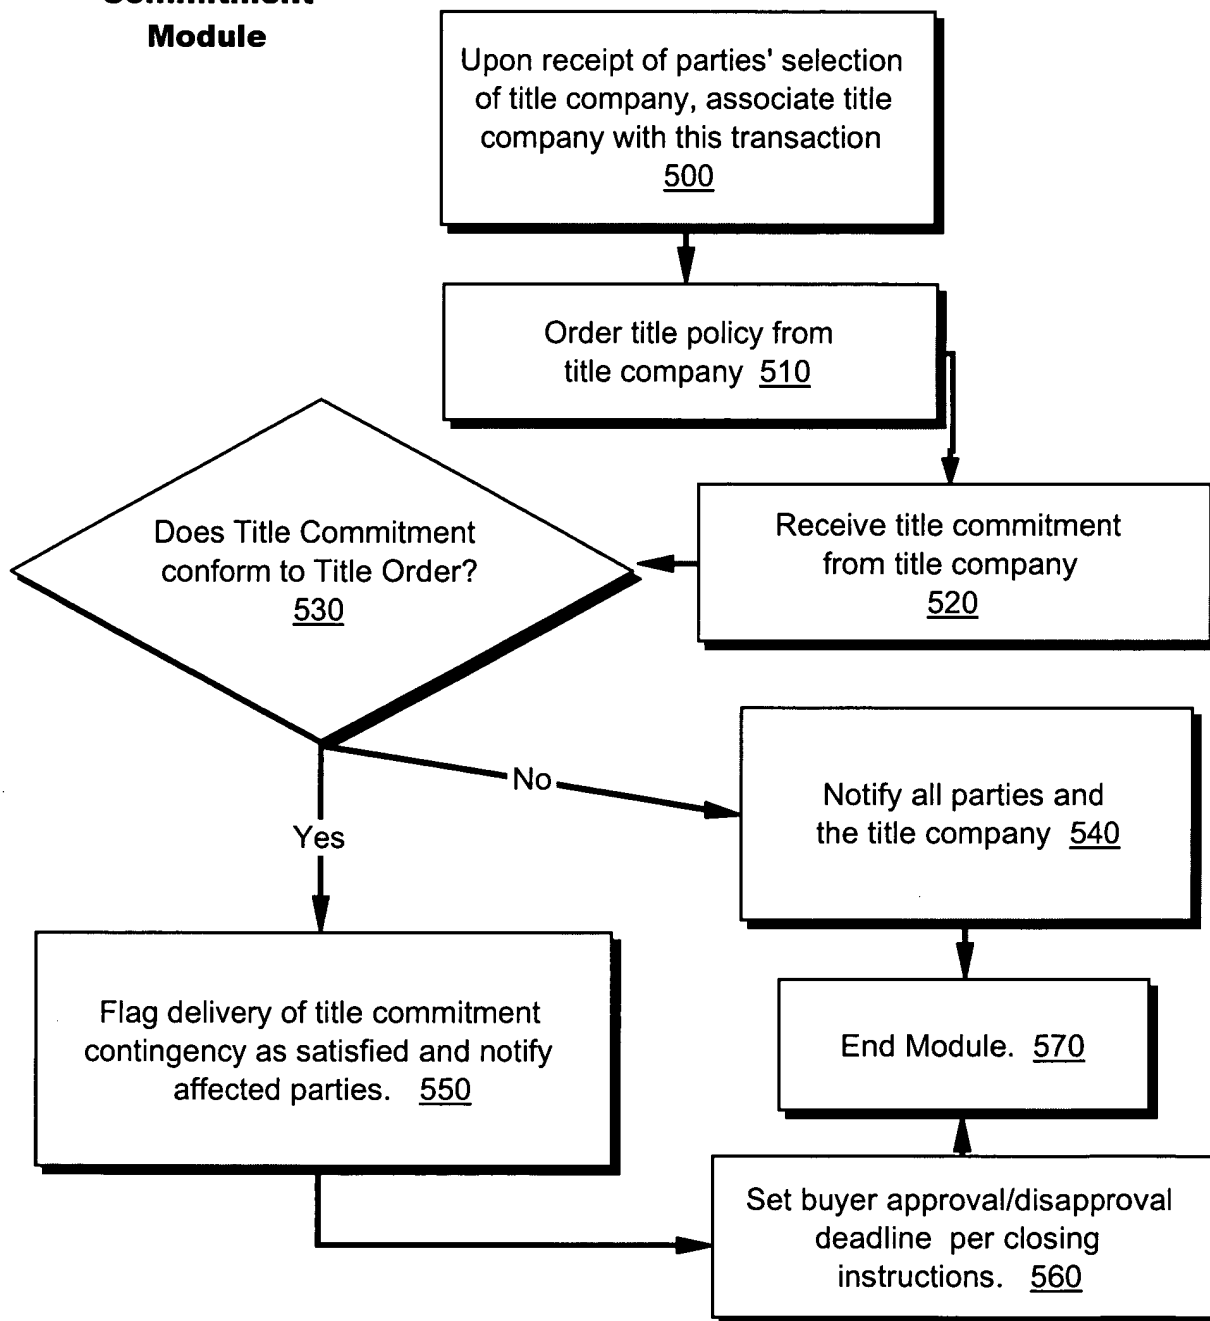 Module
Upon receipt of parties' selection
of title company, associate title
company with this transaction
500
Order title policy from
title company 510
Receive title commitment
from title company
520
Does Title Commitment
conform to Title Order?
530
No
Yes
Notify all parties and
the title company 540
Flag delivery of title commitment
contingency as satisfied and notify
affected parties. 550
End Module. 570
Set buyer approval/disapproval
deadline per closing
instructions. 560